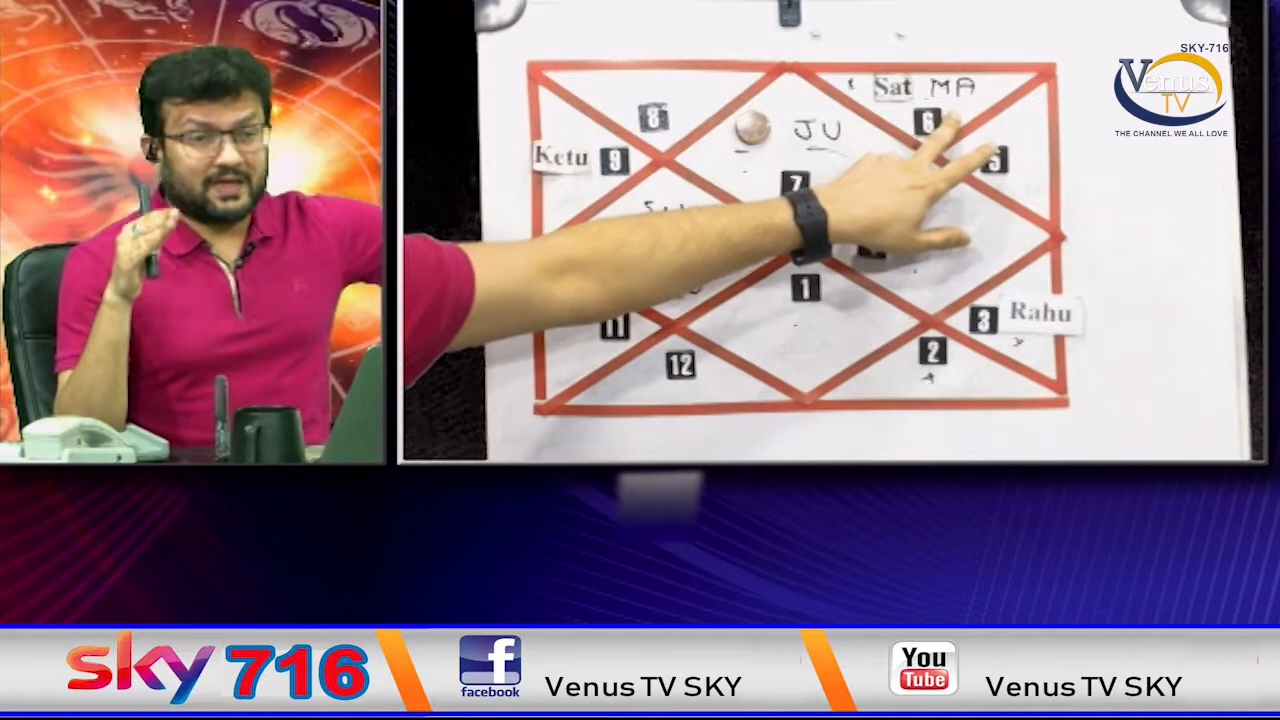 SKY-716
Venus
TV
THE CHANNEL WE ALL LOVE
Sat MA
8
JU
6
Ketu 9
5
7
1
3 Rahu
11
2
12
sky 716
facebook
Venus TV SKY
You
Tube
Venus TV SKY